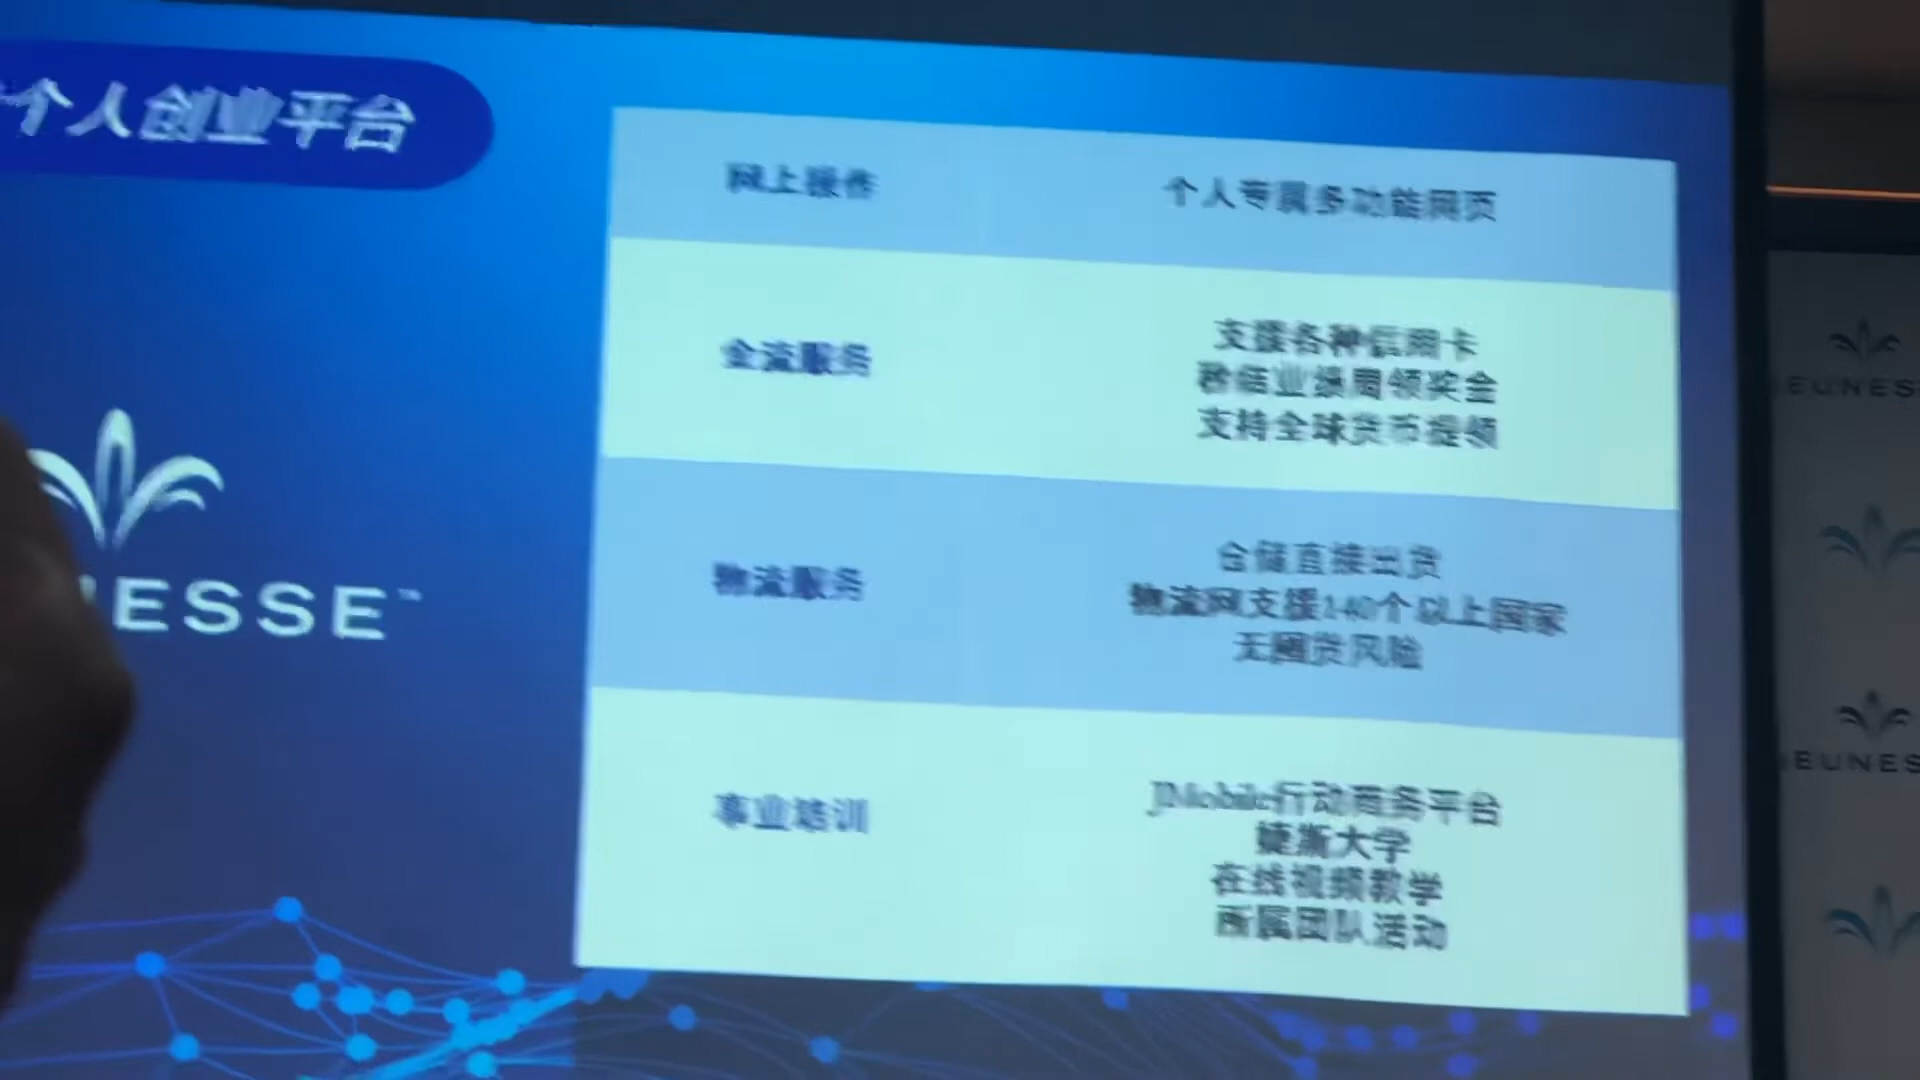 个人创业平台
网上操作
个人专属多功能网页
金流服务
支援各种信用卡
支持全球货币提领
物流服务
仓储直接出货
物流网支援140个以上国家
无囤货风险
事业培训
JMobile行动商务平台
婕斯大学
在线视频教学
所属团队活动
NESSE™
EUNES
EUNES